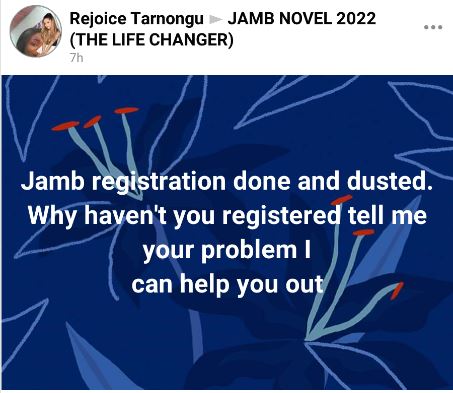 Rejoice Tarnongu ▸ JAMB NOVEL 2022
(THE LIFE CHANGER)
7h
Jamb registration done and dusted.
Why haven't you registered tell me
your problem I
can help you out